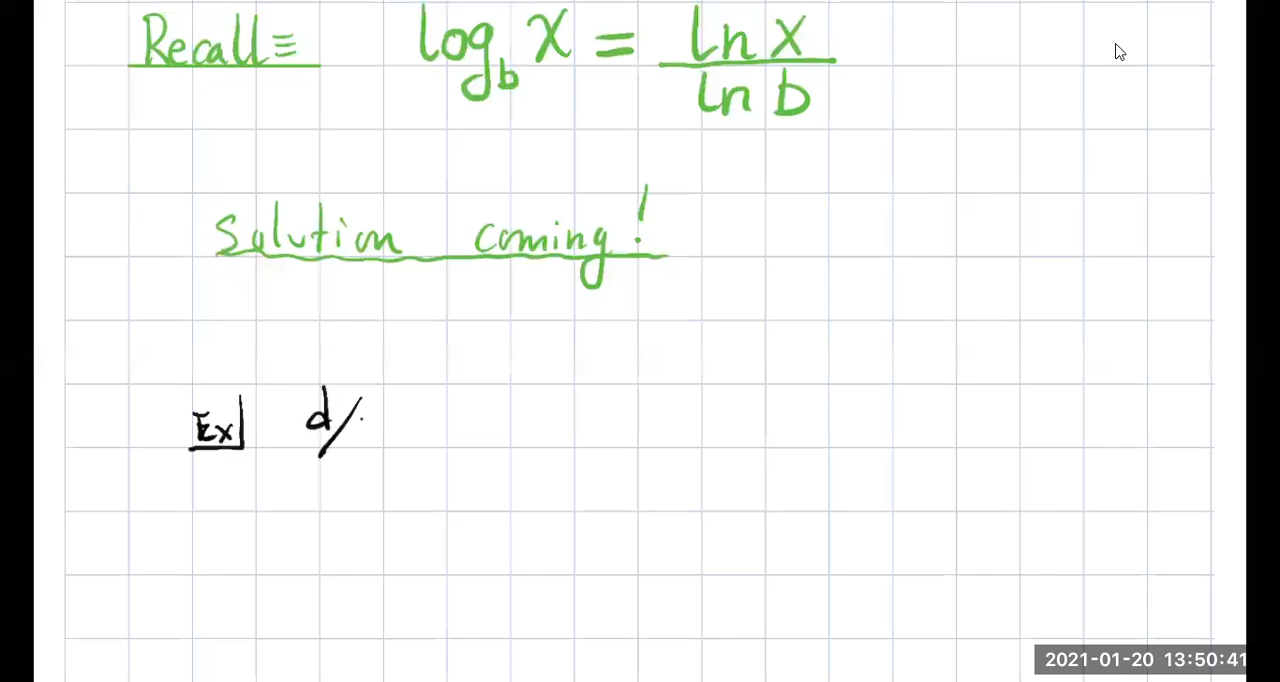 Recall≡ log_b x = ln x / ln b
Solution coming!
Ex d/
2021-01-20 13:50:41